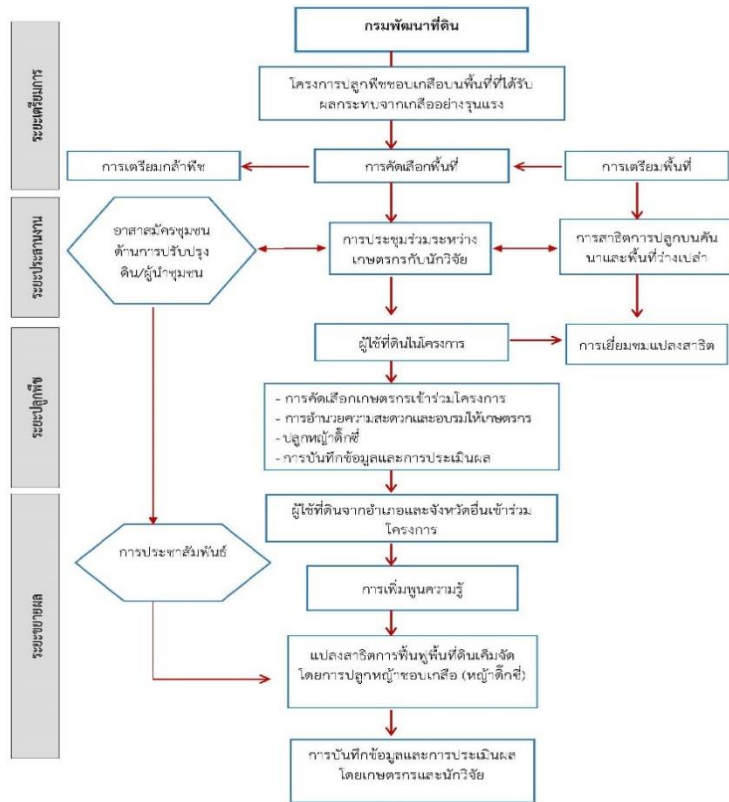 กรมพัฒนาที่ดิน
ระยะเตรียมการ
โครงการปลูกพืชชอบเกลือบนพื้นที่ที่ได้รับ
ผลกระทบจากเกลืออย่างรุนแรง
การเตรียมกล้าพืช
การคัดเลือกพื้นที่
การเตรียมพื้นที่
ระยะประสานงาน
อาสาสมัครชุมชน
ด้านการปรับปรุง
ดิน/ผู้นำชุมชน
การประชุมร่วมระหว่าง
เกษตรกรกับนักวิจัย
การสาธิตการปลูกบนคัน
นาและพื้นที่ว่างเปล่า
ระยะปลูกพืช
ผู้ใช้ที่ดินในโครงการ
การเยี่ยมชมแปลงสาธิต
- การคัดเลือกเกษตรกรเข้าร่วมโครงการ
- การอำนวยความสะดวกและอบรมให้เกษตรกร
- ปลูกหญ้าดิ๊กซี่
- การบันทึกข้อมูลและการประเมินผล
ระยะขยายผล
ผู้ใช้ที่ดินจากอำเภอและจังหวัดอื่นเข้าร่วม
โครงการ
การประชาสัมพันธ์
การเพิ่มพูนความรู้
แปลงสาธิตการฟื้นฟูพื้นที่ดินเค็มจัด
โดยการปลูกหญ้าชอบเกลือ (หญ้าดิ๊กซี่)
การบันทึกข้อมูลและการประเมินผล
โดยเกษตรกรและนักวิจัย